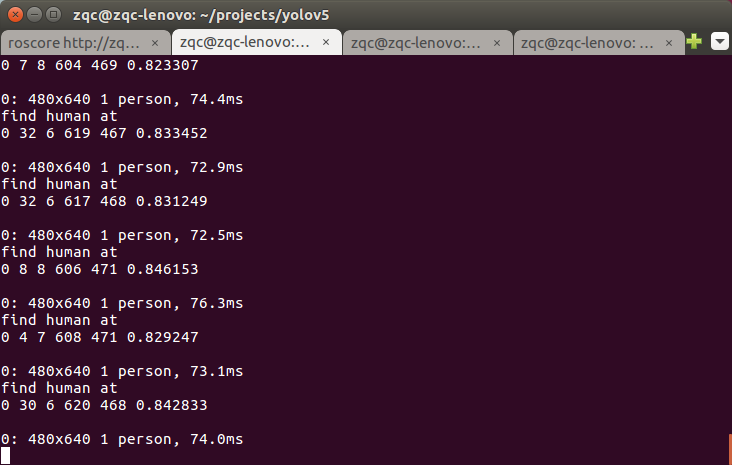 zqc@zqc-lenovo: ~/projects/yolov5
roscore http://zq... × zqc@zqc-lenovo:... × zqc@zqc-lenovo:... × zqc@zqc-lenovo: ... ×
0 7 8 604 469 0.823307
0: 480x640 1 person, 74.4ms
find human at
0 32 6 619 467 0.833452
0: 480x640 1 person, 72.9ms
find human at
0 32 6 617 468 0.831249
0: 480x640 1 person, 72.5ms
find human at
0 8 8 606 471 0.846153
0: 480x640 1 person, 76.3ms
find human at
0 4 7 608 471 0.829247
0: 480x640 1 person, 73.1ms
find human at
0 30 6 620 468 0.842833
0: 480x640 1 person, 74.0ms